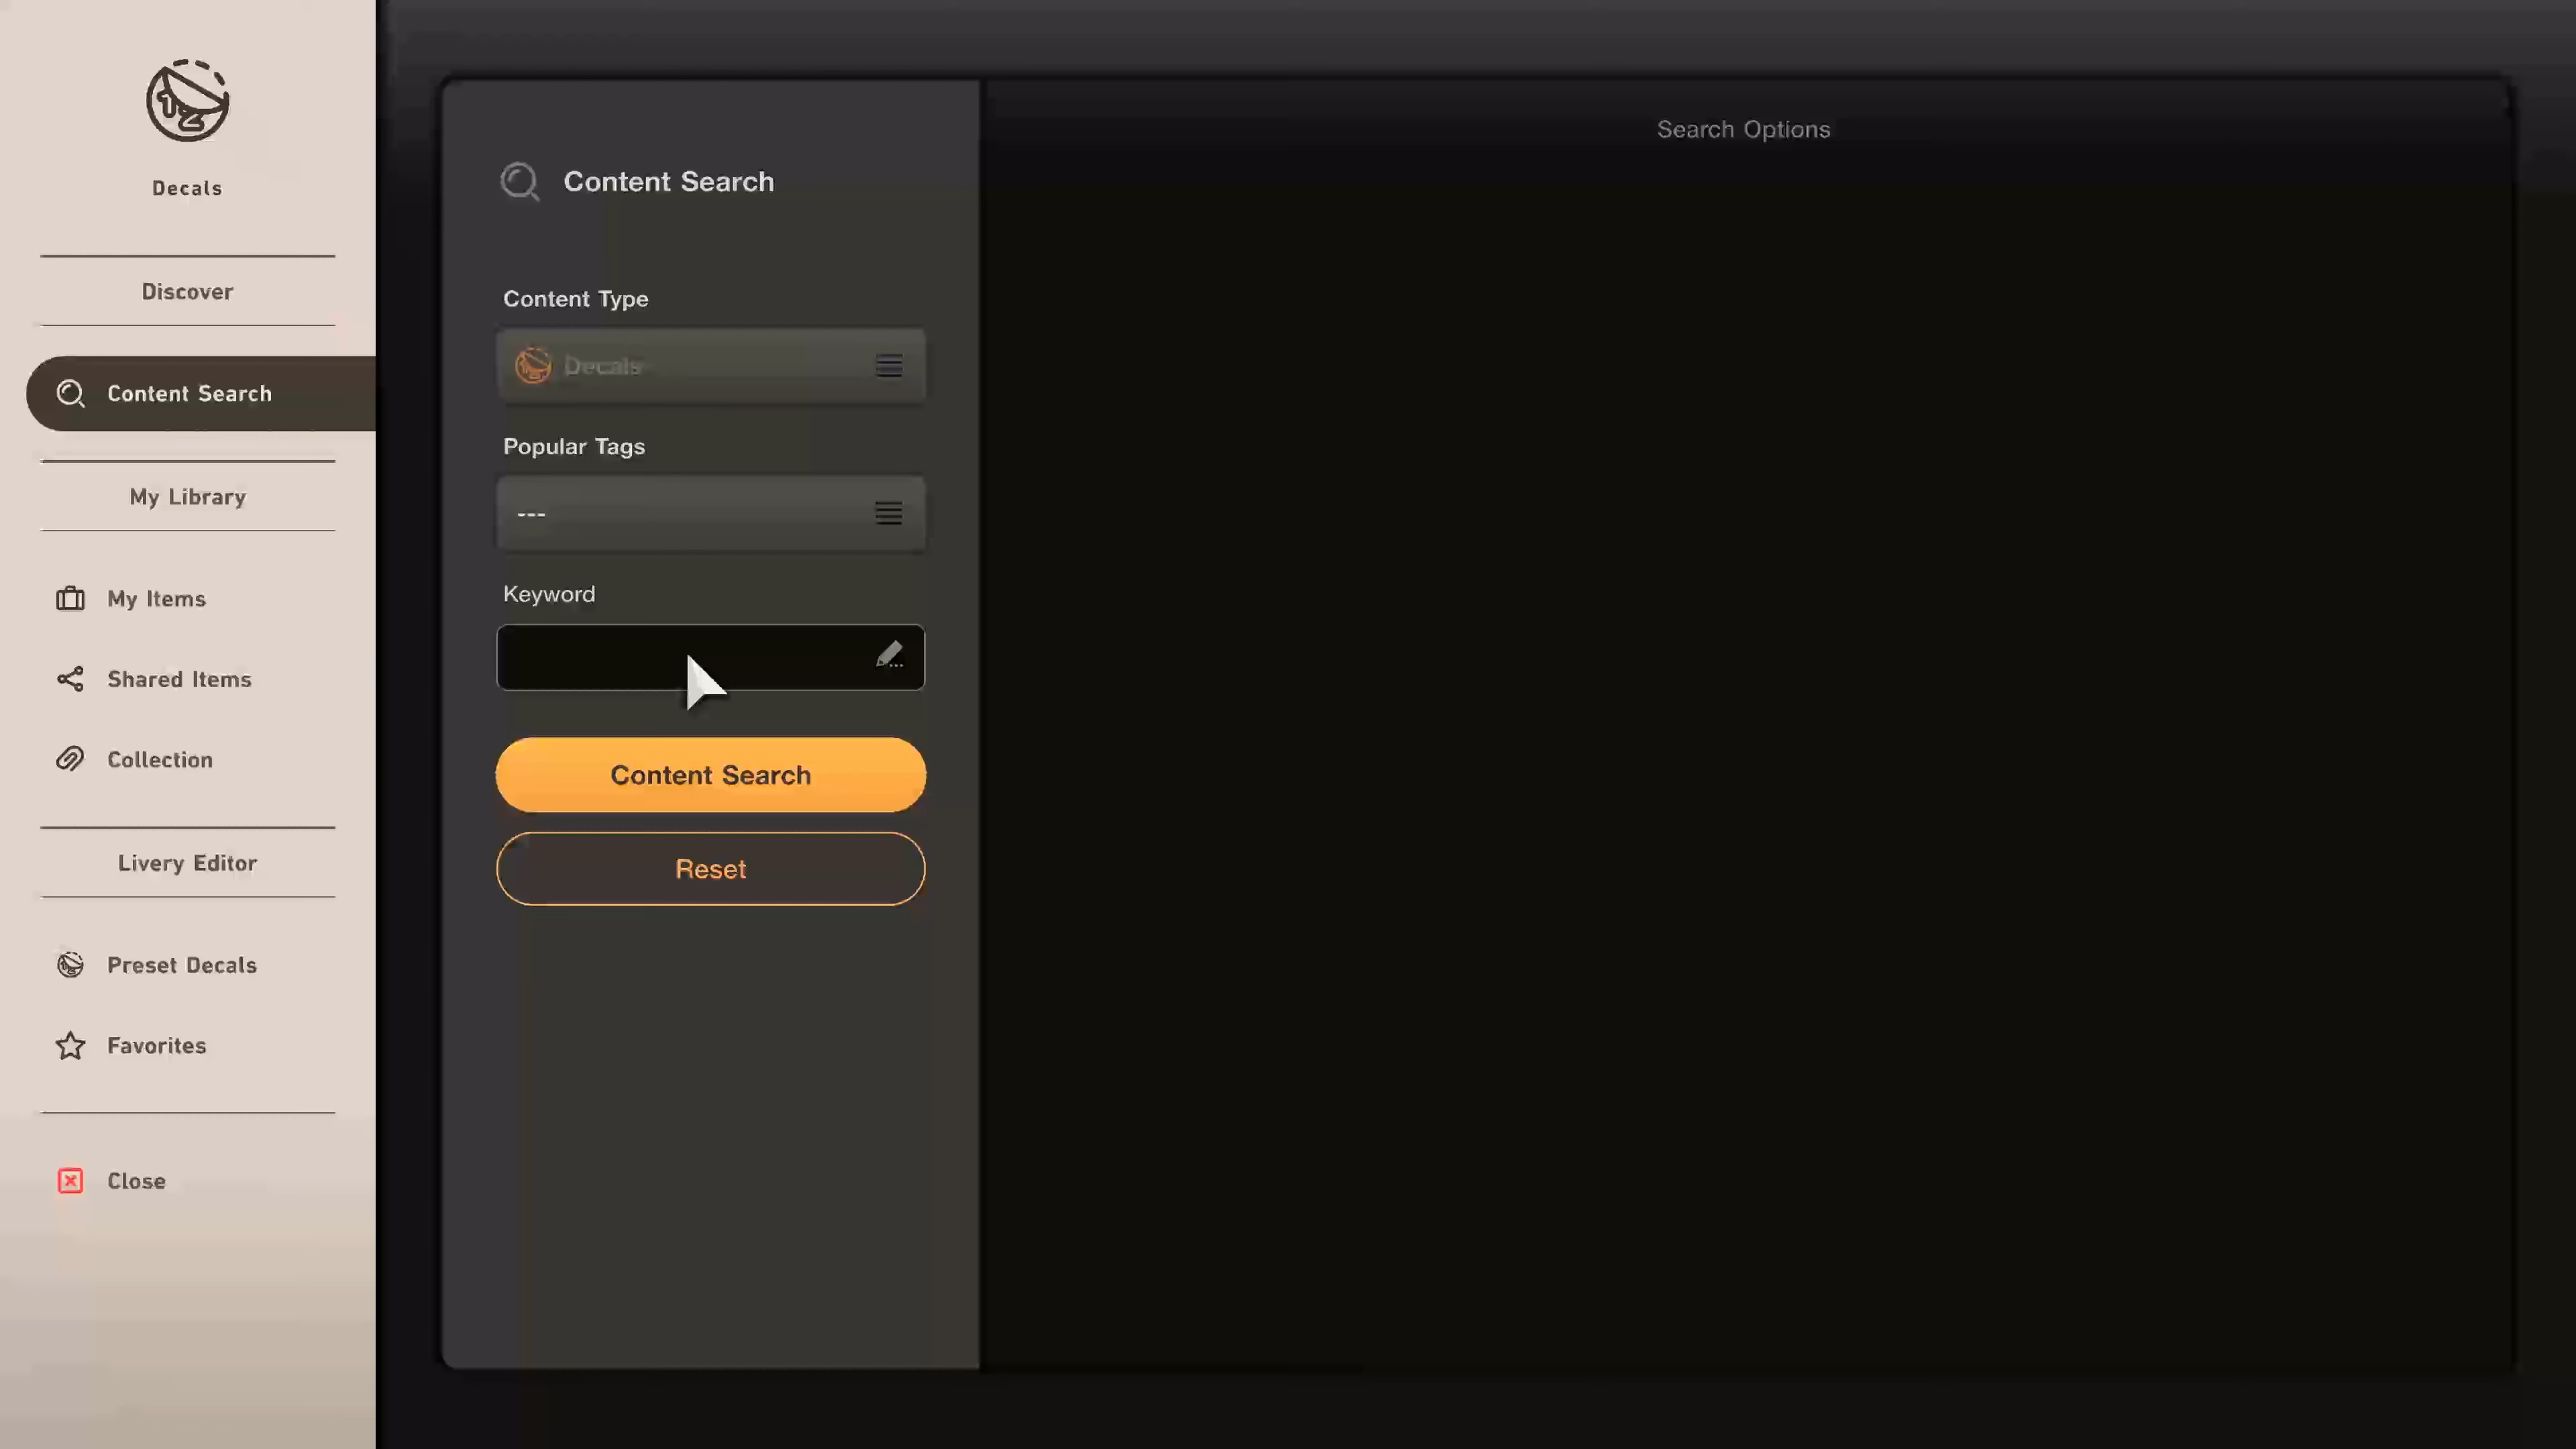 Decals
Discover
Content Search
My Library
My Items
Shared Items
Collection
Livery Editor
Preset Decals
Favorites
Close
Content Search
Content Type
Decals
Popular Tags
---
Keyword
Content Search
Reset
Search Options